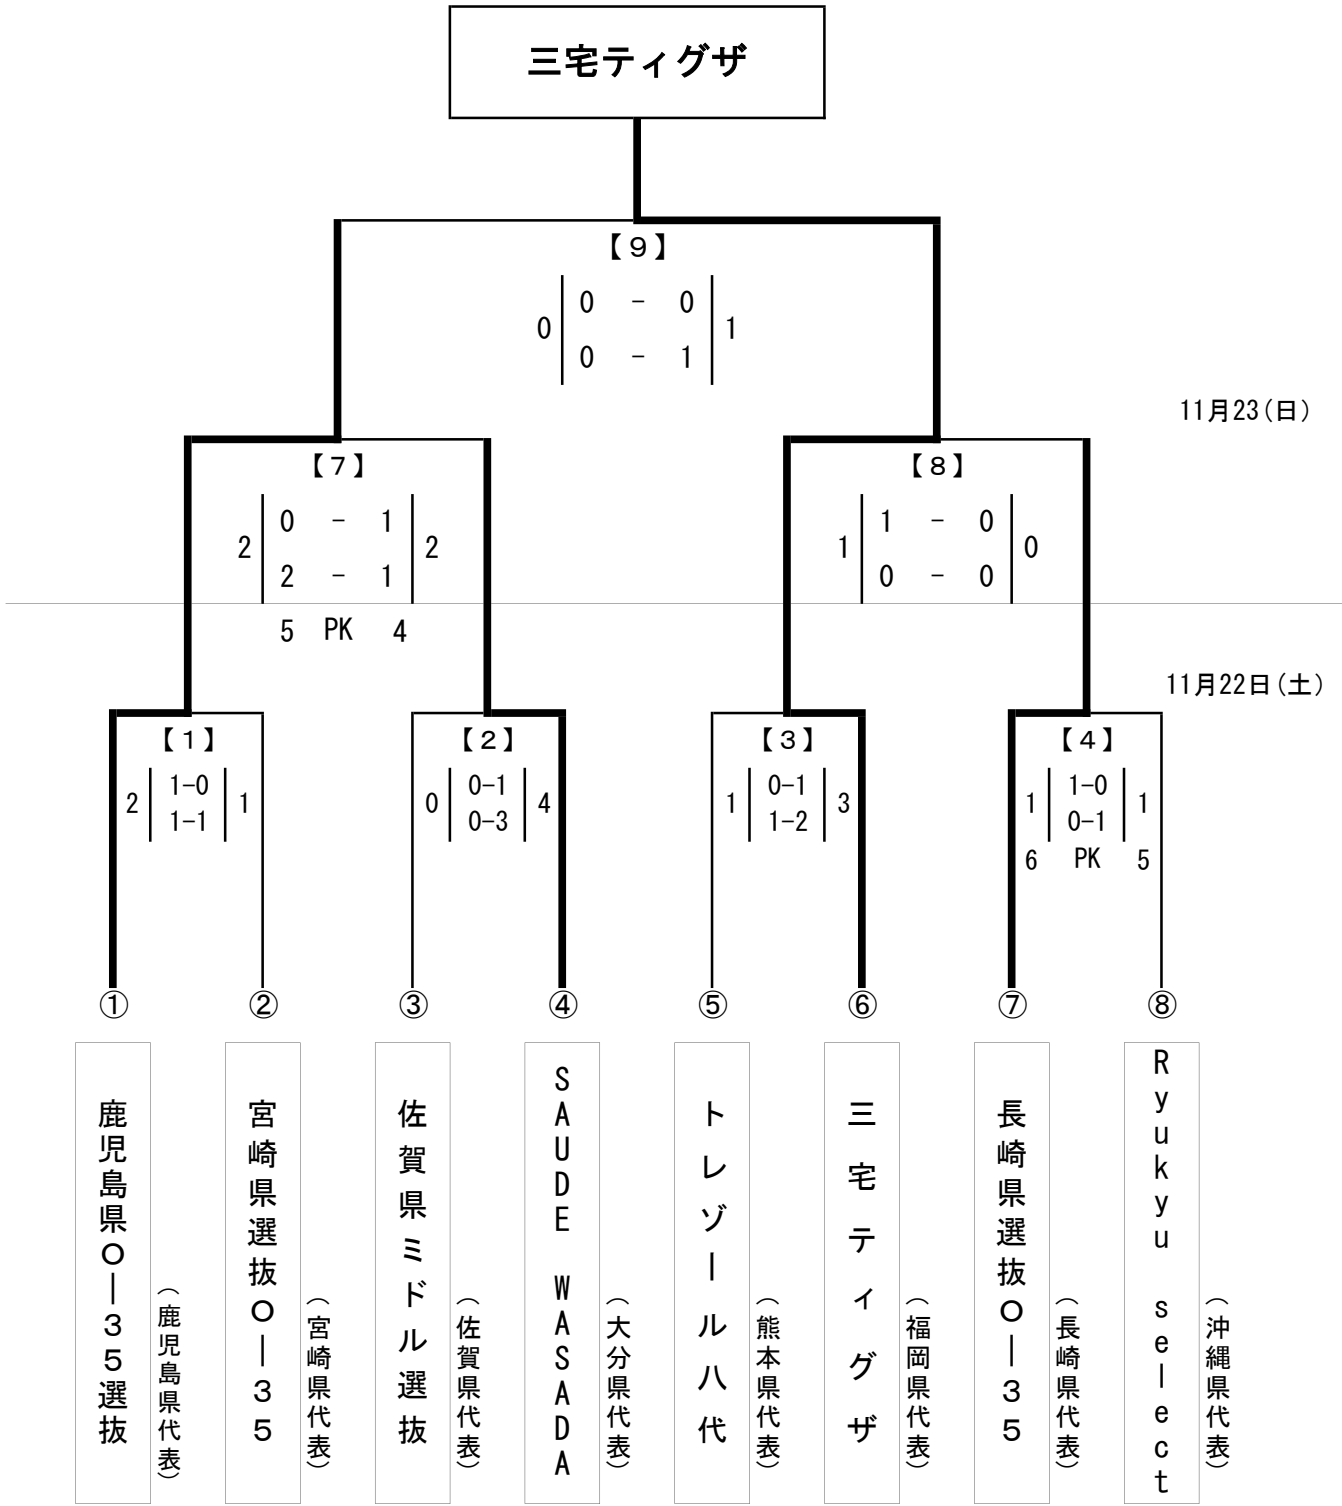 三宅ティグザ
【9】
0 0 - 0 1
0 - 1
11月23(日)
【7】
2 0 - 1 2
2 - 1
5 PK 4
【8】
1 1 - 0 0
0 - 0
11月22日(土)
【1】
2 1-0 1
1-1
【2】
0 0-1 4
0-3
【3】
1 0-1 3
1-2
【4】
1 1-0 1
0-1
6 PK 5
① ② ③ ④ ⑤ ⑥ ⑦ ⑧
鹿児島県O―35選抜
(鹿児島県代表)
宮崎県選抜O―35
(宮崎県代表)
佐賀県ミドル選抜
(佐賀県代表)
SAUDE WASADA
(大分県代表)
トレゾール八代
(熊本県代表)
三宅ティグザ
(福岡県代表)
長崎県選抜O―35
(長崎県代表)
Ryukyu select
(沖縄県代表)